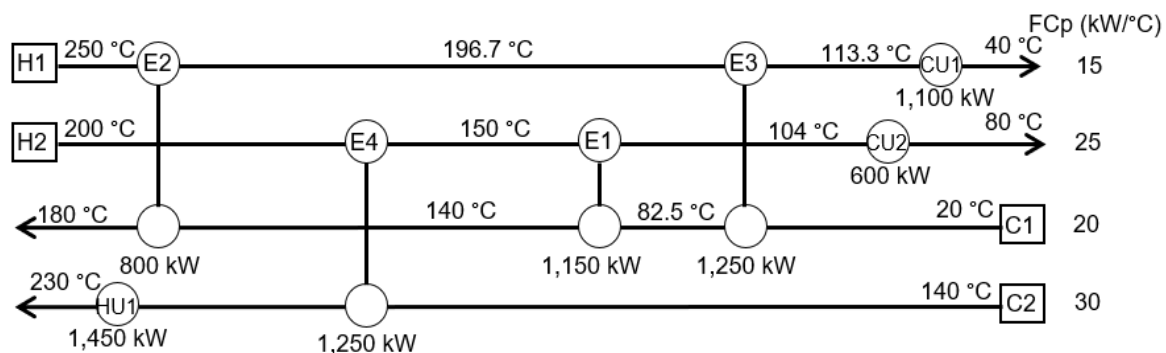 FCp (kW/°C)
H1 250 °C E2 196.7 °C E3 113.3 °C CU1 40 °C 15
1,100 kW
H2 200 °C E4 150 °C E1 104 °C CU2 80 °C 25
600 kW
180 °C 140 °C 82.5 °C 20 °C C1 20
800 kW 1,150 kW 1,250 kW
230 °C HU1 140 °C C2 30
1,450 kW 1,250 kW